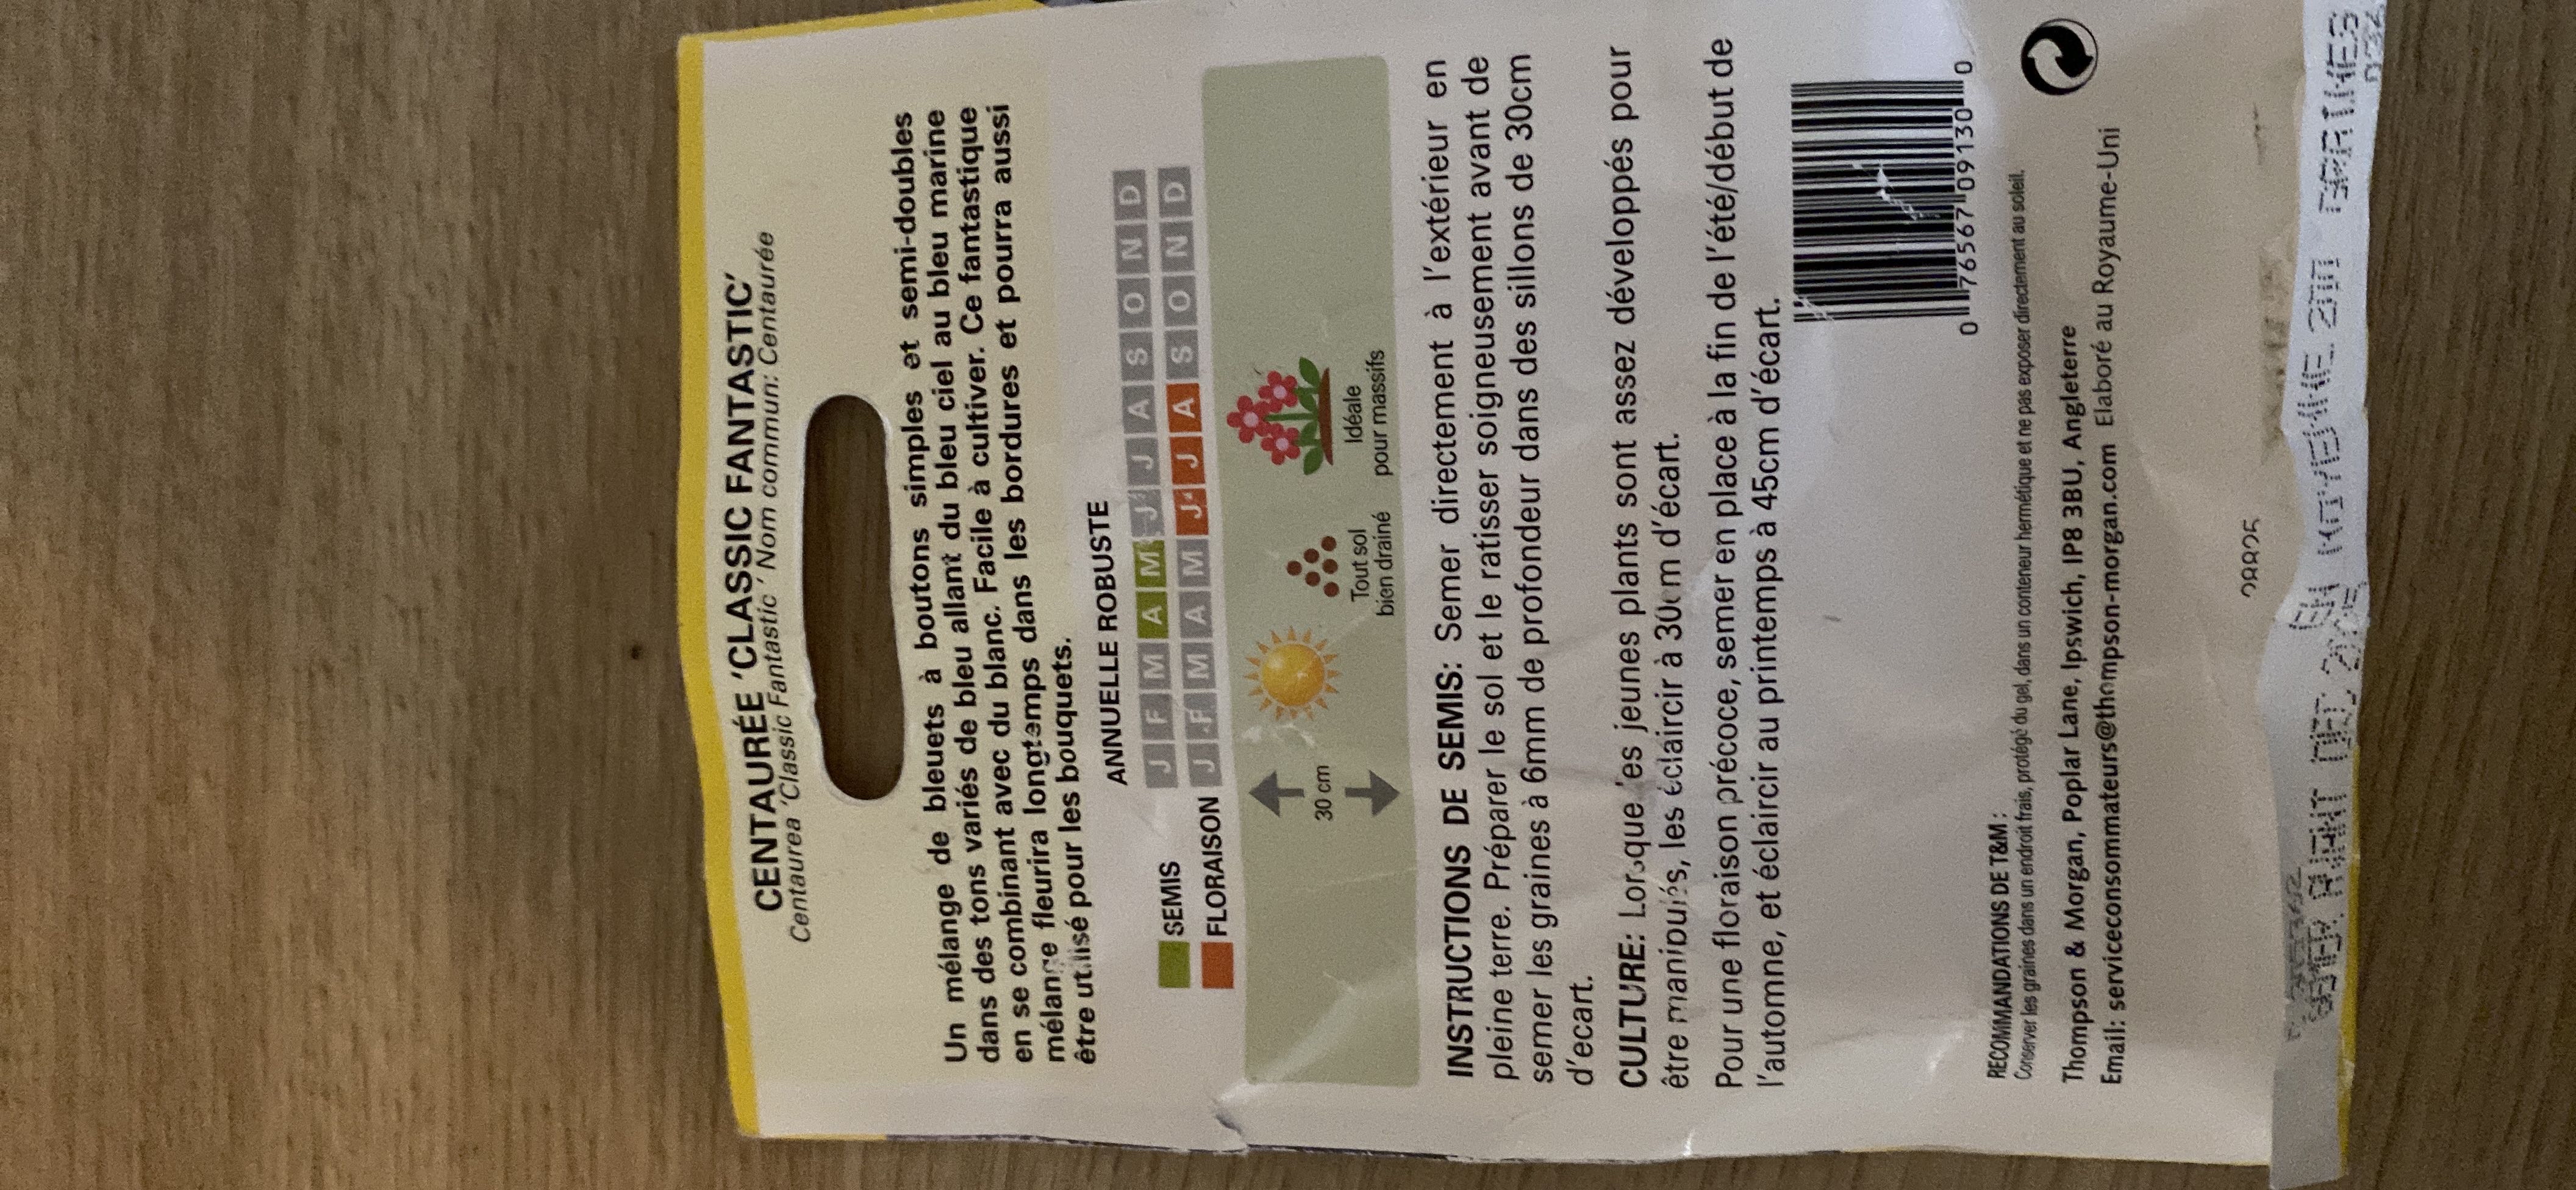 CENTAURÉE 'CLASSIC FANTASTIC'
Centaurea 'Classic Fantastic' Nom commun: Centaurée
Un mélange de bleuets à boutons simples et semi-doubles
dans des tons variés de bleu allant du bleu ciel au bleu marine
en se combinant avec du blanc. Facile à cultiver. Ce fantastique
mélange fleurira longtemps dans les bordures et pourra aussi
être utilisé pour les bouquets.
ANNUELLE ROBUSTE
SEMIS J F M A M J J A S O N D
FLORAISON J F M A M J J A S O N D
30 cm
Tout sol
bien drainé
Idéale
pour massifs
INSTRUCTIONS DE SEMIS: Semer directement à l'extérieur en
pleine terre. Préparer le sol et le ratisser soigneusement avant de
semer les graines à 6mm de profondeur dans des sillons de 30cm
d'ecart.
CULTURE: Lorsque les jeunes plants sont assez développés pour
être manipulés, les éclaircir à 30cm d'écart.
Pour une floraison précoce, semer en place à la fin de l'été/début de
l'automne, et éclaircir au printemps à 45cm d'écart.
0 76567 09130 0
RECOMMANDATIONS DE T&M :
Conserver les graines dans un endroit frais, protégé du gel, dans un conteneur hermétique et ne pas exposer directement au soleil.
Thompson & Morgan, Poplar Lane, Ipswich, IP8 3BU, Angleterre
Email: serviceconsommateurs@thompson-morgan.com Elaboré au Royaume-Uni